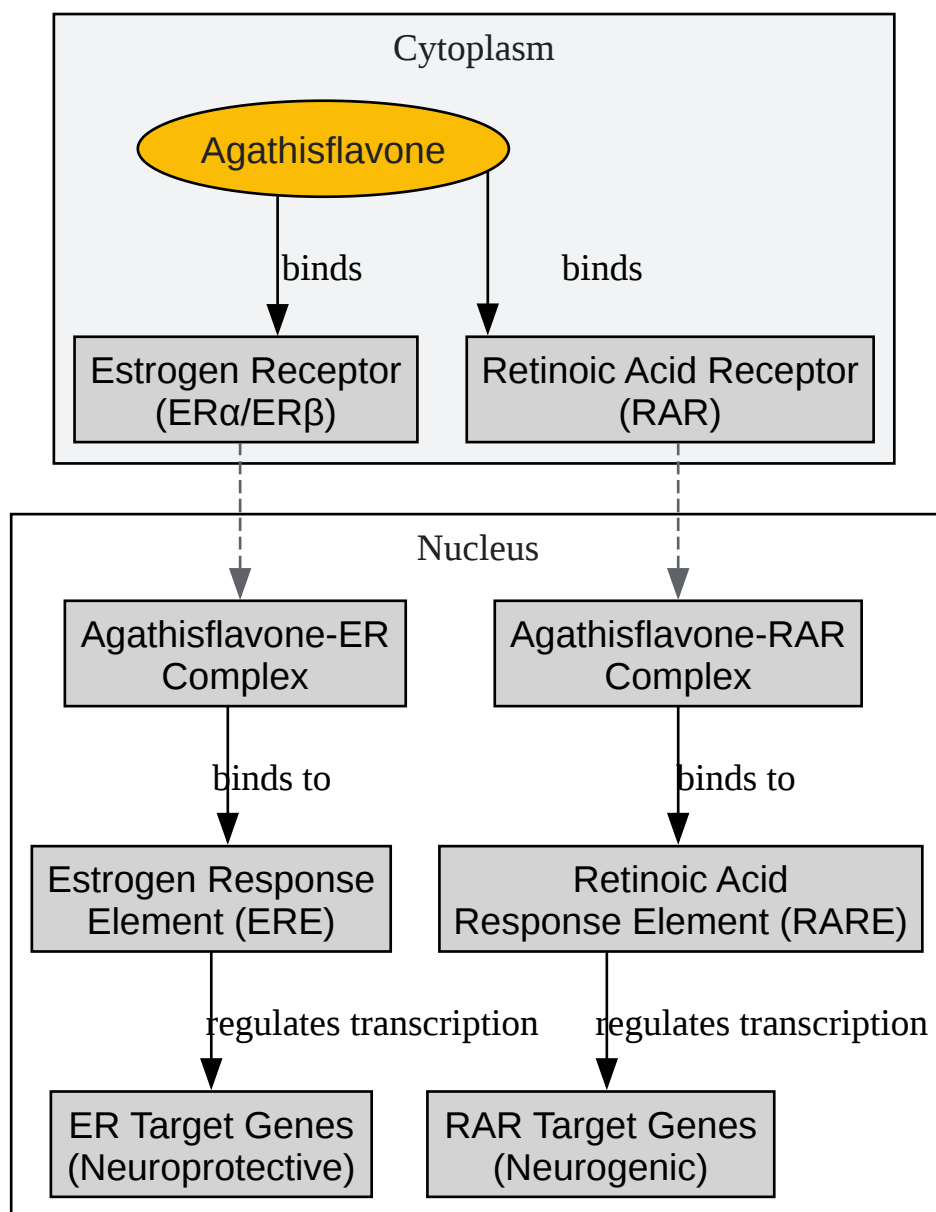 Cytoplasm
Agathisflavone
binds
binds
Estrogen Receptor
(ERα/ERβ)
Retinoic Acid Receptor
(RAR)
Nucleus
Agathisflavone-ER
Complex
Agathisflavone-RAR
Complex
binds to
binds to
Estrogen Response
Element (ERE)
Retinoic Acid
Response Element (RARE)
regulates transcription
regulates transcription
ER Target Genes
(Neuroprotective)
RAR Target Genes
(Neurogenic)